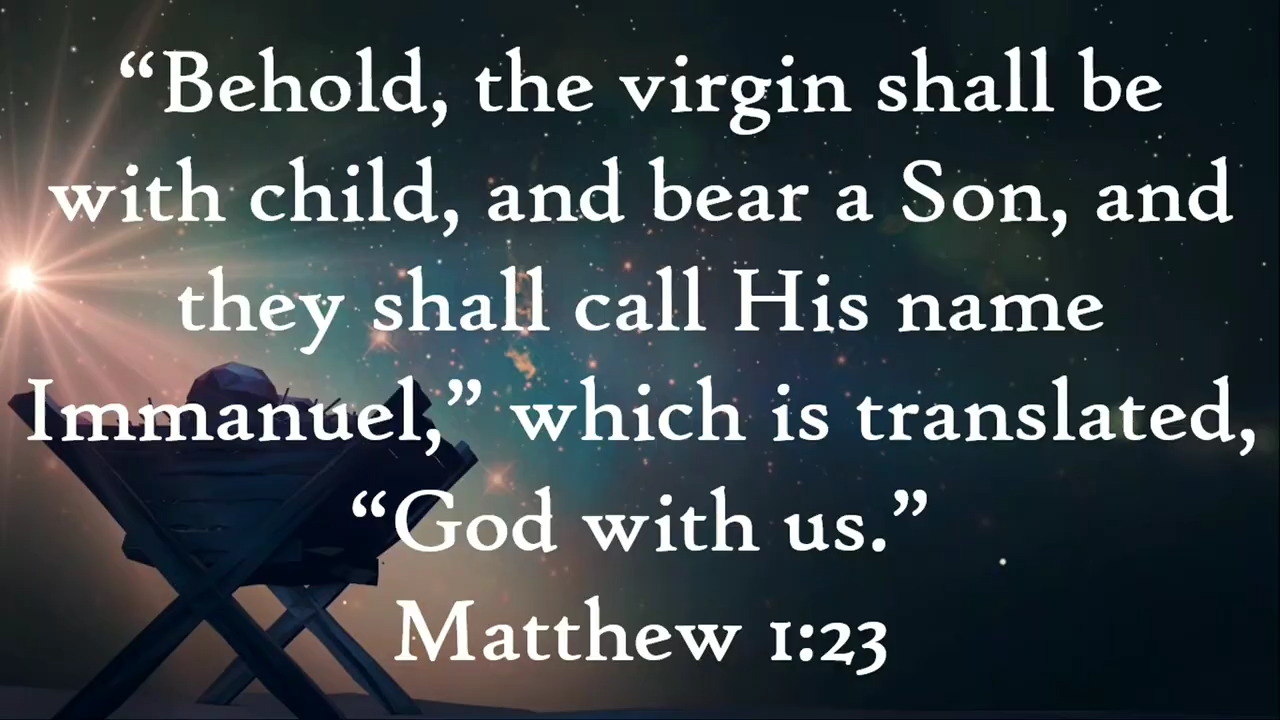 “Behold, the virgin shall be
with child, and bear a Son, and
they shall call His name
Immanuel,” which is translated,
“God with us.”
Matthew 1:23